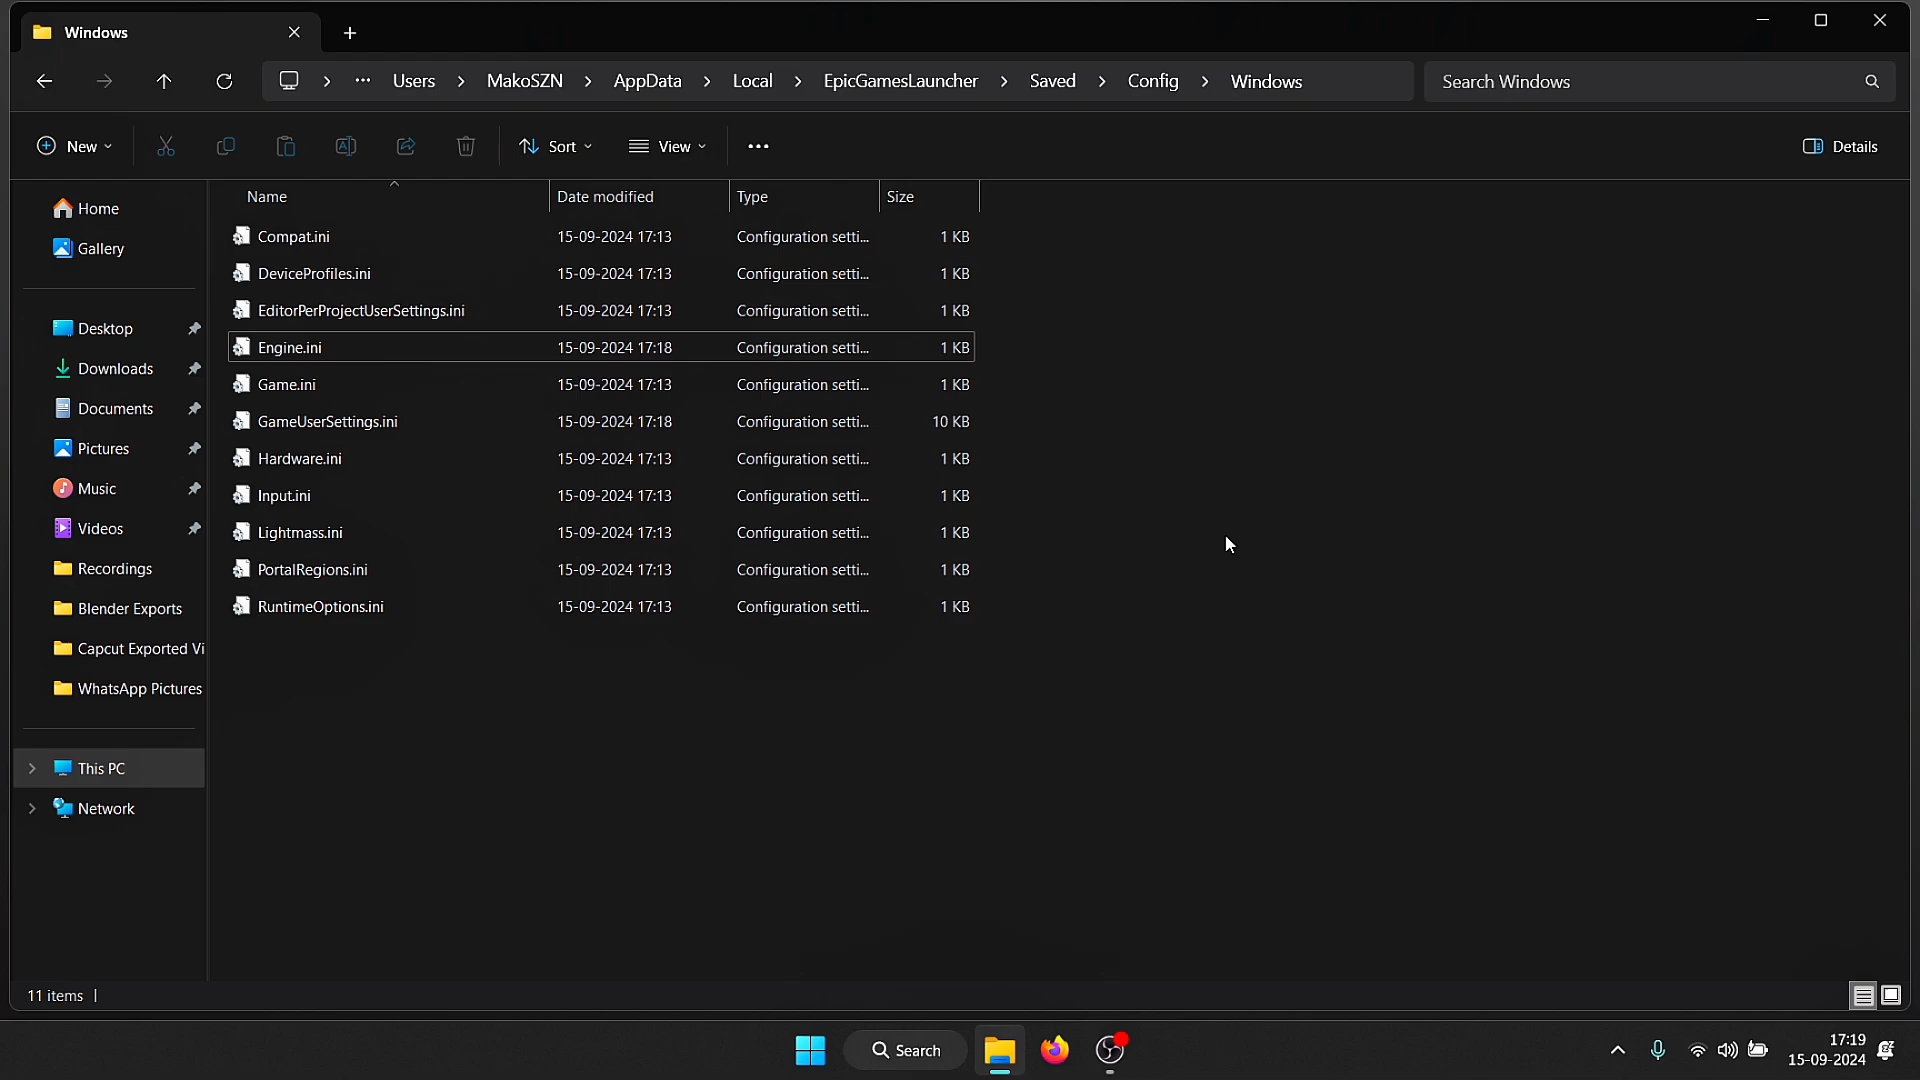 Windows
Users
MakoSZN
AppData
Local
EpicGamesLauncher
Saved
Config
Windows
Search Windows
New
Sort
View
Details
Home
Gallery
Desktop
Downloads
Documents
Pictures
Music
Videos
Recordings
Blender Exports
Capcut Exported Vi
WhatsApp Pictures
This PC
Network
Name Date modified Type Size
Compat.ini 15-09-2024 17:13 Configuration setti... 1 KB
DeviceProfiles.ini 15-09-2024 17:13 Configuration setti... 1 KB
EditorPerProjectUserSettings.ini 15-09-2024 17:13 Configuration setti... 1 KB
Engine.ini 15-09-2024 17:18 Configuration setti... 1 KB
Game.ini 15-09-2024 17:13 Configuration setti... 1 KB
GameUserSettings.ini 15-09-2024 17:18 Configuration setti... 10 KB
Hardware.ini 15-09-2024 17:13 Configuration setti... 1 KB
Input.ini 15-09-2024 17:13 Configuration setti... 1 KB
Lightmass.ini 15-09-2024 17:13 Configuration setti... 1 KB
PortalRegions.ini 15-09-2024 17:13 Configuration setti... 1 KB
RuntimeOptions.ini 15-09-2024 17:13 Configuration setti... 1 KB
11 items
Search
17:19
15-09-2024